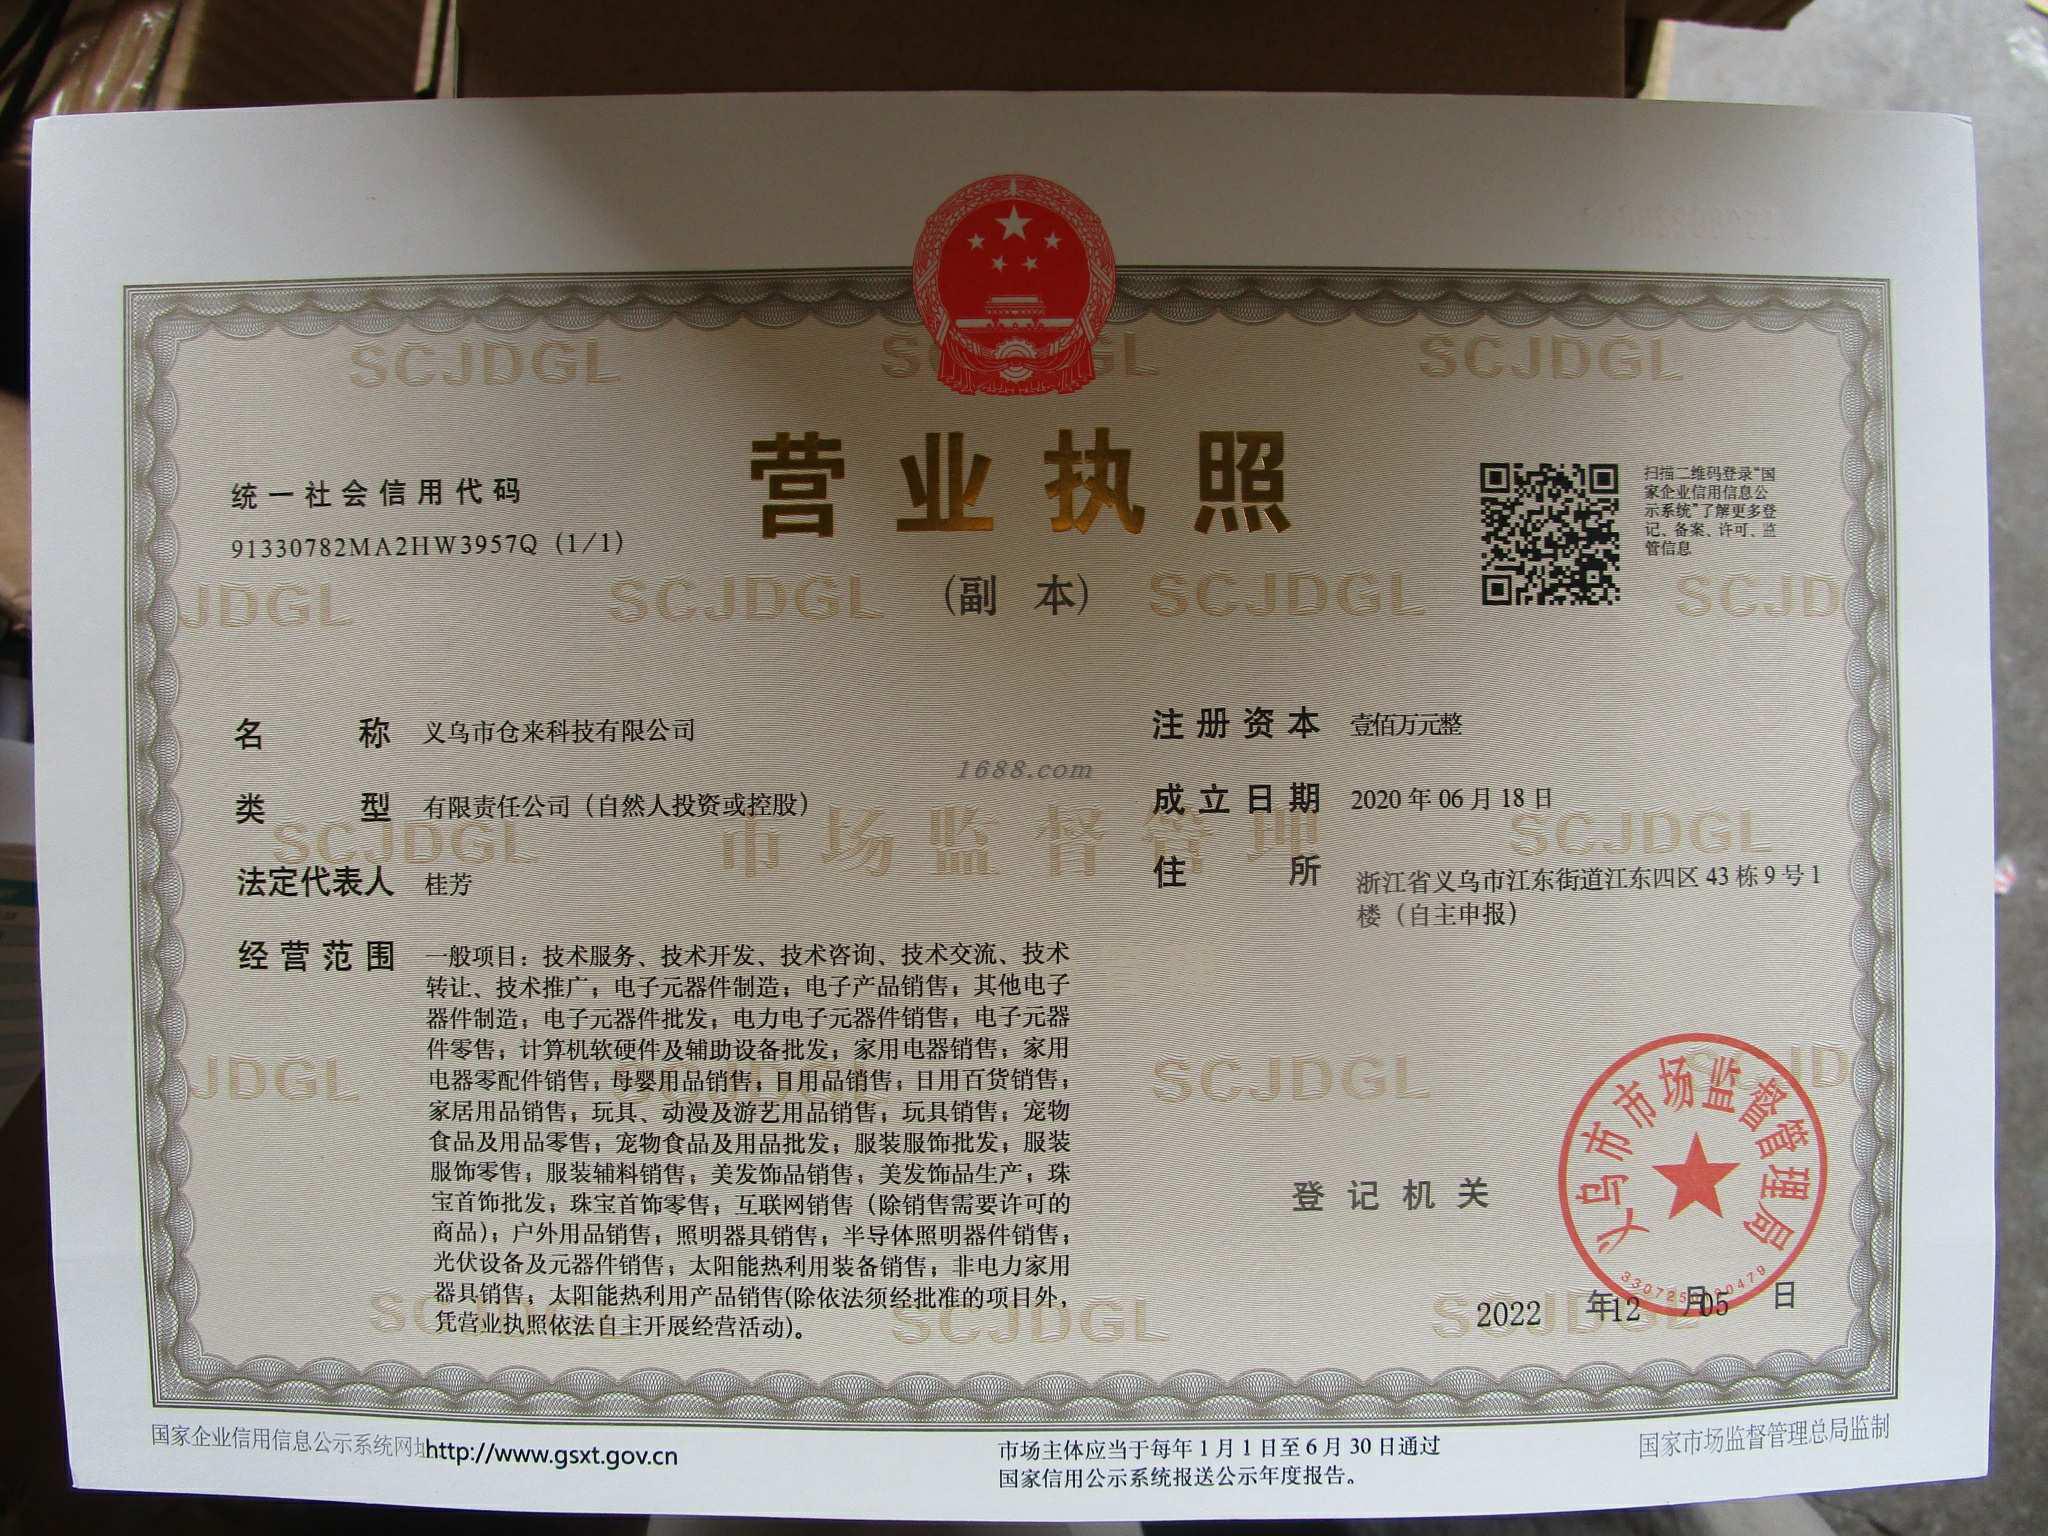 SCJDGL SCJDGL SCJDGL
营业执照
(副 本)
统一社会信用代码
91330782MA2HW3957Q (1/1)
扫描二维码登录“国
家企业信用信息公
示系统”了解更多登
记、备案、许可、监
管信息
JDGL SCJDGL SCJDGL SCJD
名 称 义乌市仓来科技有限公司
类 型 有限责任公司（自然人投资或控股）
法定代表人 桂芳
经营范围 一般项目：技术服务、技术开发、技术咨询、技术交流、技术
转让、技术推广；电子元器件制造；电子产品销售；其他电子
器件制造；电子元器件批发；电力电子元器件销售；电子元器
件零售；计算机软硬件及辅助设备批发；家用电器销售；家用
电器零配件销售；母婴用品销售；日用品销售；日用百货销售；
家居用品销售；玩具、动漫及游艺用品销售；玩具销售；宠物
食品及用品零售；宠物食品及用品批发；服装服饰批发；服装
服饰零售；服装辅料销售；美发饰品销售；美发饰品生产；珠
宝首饰批发；珠宝首饰零售；互联网销售（除销售需要许可的
商品）；户外用品销售；照明器具销售；半导体照明器件销售；
光伏设备及元器件销售；太阳能热利用装备销售；非电力家用
器具销售；太阳能热利用产品销售(除依法须经批准的项目外，
凭营业执照依法自主开展经营活动)。
注册资本 壹佰万元整
成立日期 2020年06月18日
住 所 浙江省义乌市江东街道江东四区43栋9号1
楼（自主申报）
1688.com
市场监督管理
SCJDGL SCJDGL
JDGL SCJDGL SCJDGL JD
SCJDGL SCJDGL SCJDGL
登记机关
义乌市市场监督管理局
2022 年12 月05 日
国家企业信用信息公示系统网址http://www.gsxt.gov.cn
市场主体应当于每年1月1日至6月30日通过
国家信用公示系统报送公示年度报告。
国家市场监督管理总局监制